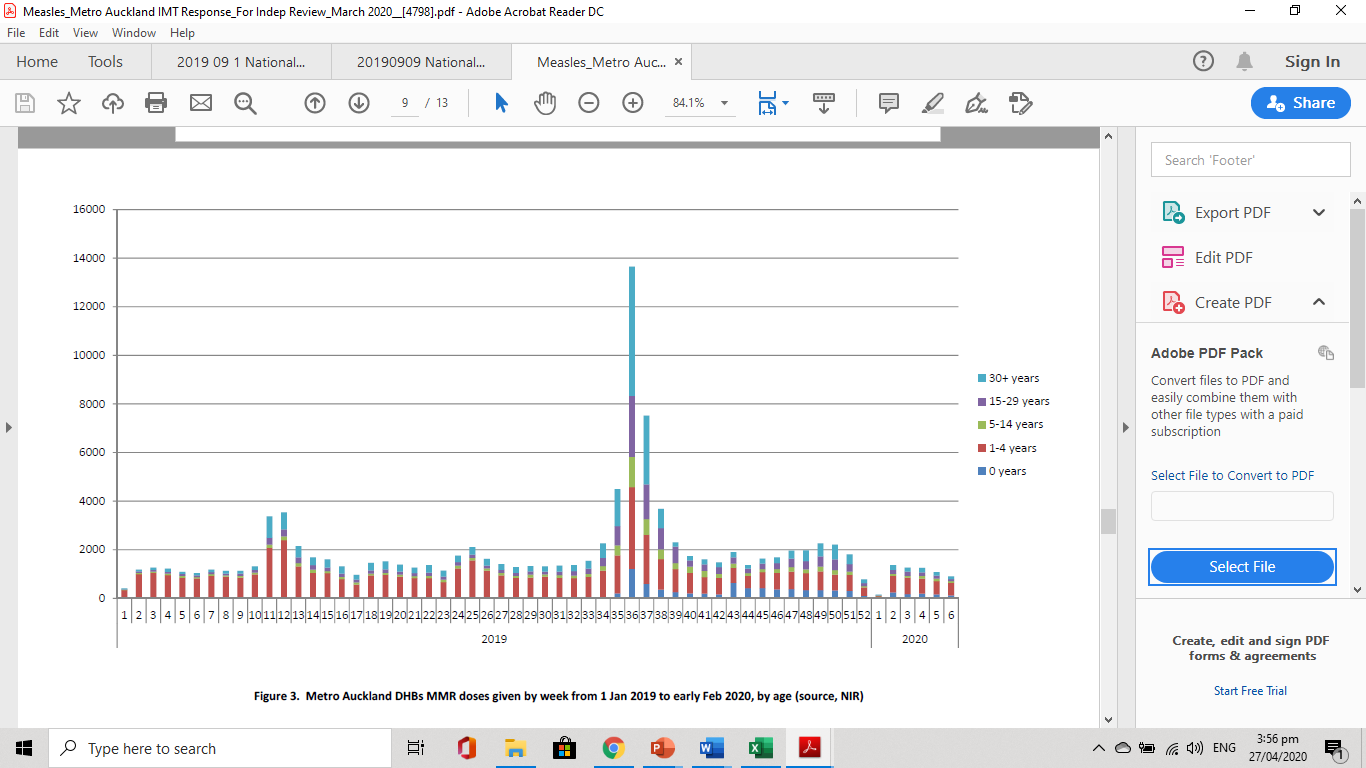 Measles_Metro Auckland IMT Response_For Indep Review_March 2020__[4798].pdf - Adobe Acrobat Reader DC
File Edit View Window Help
Home Tools 2019 09 1 National... 20190909 National... Measles_Metro Auc... × Sign In
9 / 13 84.1% Share
Search 'Footer'
Export PDF
Edit PDF
Create PDF
Adobe PDF Pack
Convert files to PDF and
easily combine them with
other file types with a paid
subscription
Select File to Convert to PDF
Select File
Create, edit and sign PDF
forms & agreements
Start Free Trial
16000
14000
12000
10000
8000
6000
4000
2000
0
30+ years
15-29 years
5-14 years
1-4 years
0 years
1 2 3 4 5 6 7 8 9 10 11 12 13 14 15 16 17 18 19 20 21 22 23 24 25 26 27 28 29 30 31 32 33 34 35 36 37 38 39 40 41 42 43 44 45 46 47 48 49 50 51 52 1 2 3 4 5 6
2019 2020
Figure 3. Metro Auckland DHBs MMR doses given by week from 1 Jan 2019 to early Feb 2020, by age (source, NIR)
Type here to search
ENG
3:56 pm
27/04/2020
1